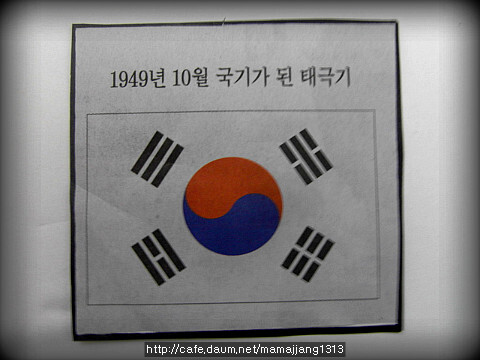 1949년 10월 국기가 된 태극기
http://cafe.daum.net/mamajjang1313